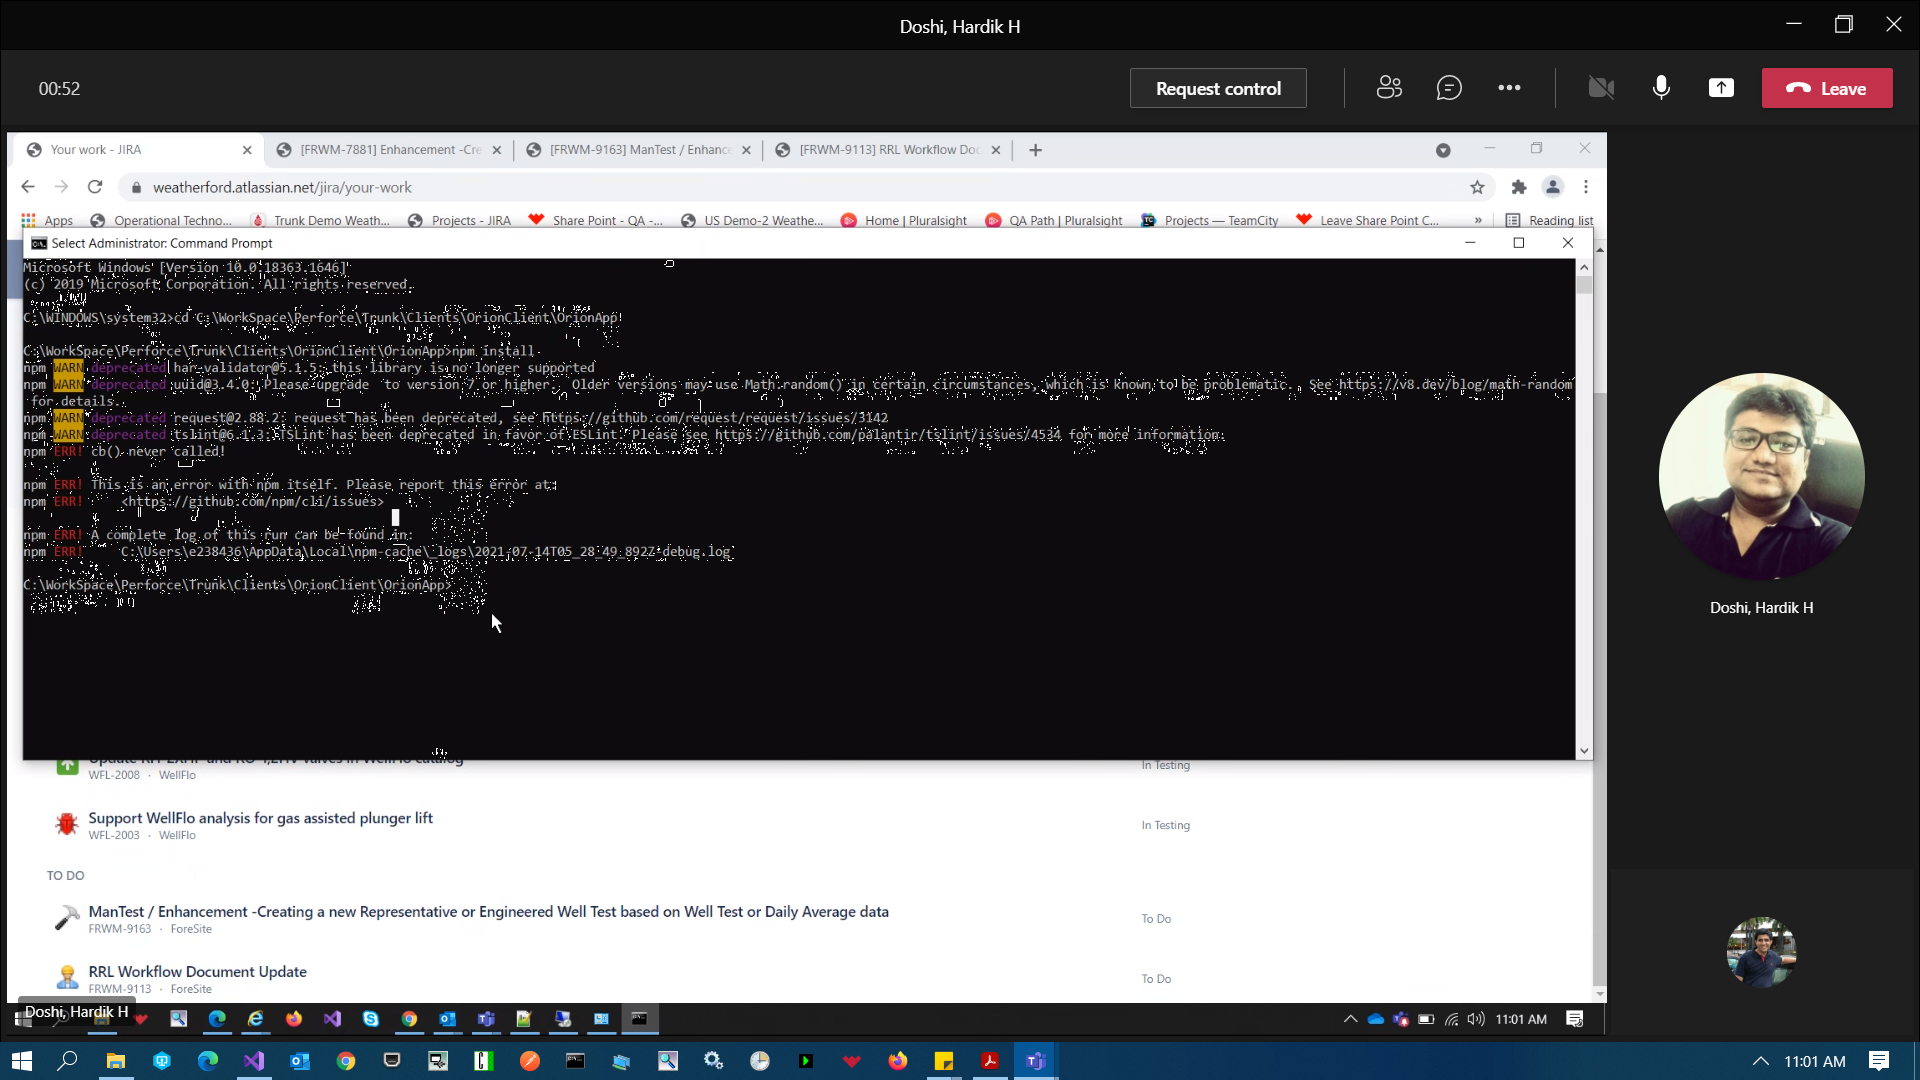 Doshi, Hardik H
00:52
Request control
Leave
Your work - JIRA
[FRWM-7881] Enhancement -Cre
[FRWM-9163] ManTest / Enhance
[FRWM-9113] RRL Workflow Doc
weatherford.atlassian.net/jira/your-work
Apps
Operational Techno...
Trunk Demo Weath...
Projects - JIRA
Share Point - QA -...
US Demo-2 Weathe...
Home | Pluralsight
QA Path | Pluralsight
Projects — TeamCity
Leave Share Point C...
»
Reading list
Select Administrator: Command Prompt
Microsoft Windows [Version 10.0.18363.1646]
(c) 2019 Microsoft Corporation. All rights reserved.
C:\WINDOWS\system32>cd C:\WorkSpace\Perforce\Trunk\Clients\OrionClient\OrionApp
C:\WorkSpace\Perforce\Trunk\Clients\OrionClient\OrionApp>npm install
npm WARN deprecated har-validator@5.1.5: this library is no longer supported
npm WARN deprecated uuid@3.4.0: Please upgrade  to version 7 or higher.  Older versions may use Math.random() in certain circumstances, which is known to be problematic.  See https://v8.dev/blog/math-random
for details.
npm WARN deprecated request@2.88.2: request has been deprecated, see https://github.com/request/request/issues/3142
npm WARN deprecated tslint@6.1.3: TSLint has been deprecated in favor of ESLint. Please see https://github.com/palantir/tslint/issues/4534 for more information.
npm ERR! cb() never called!
npm ERR! This is an error with npm itself. Please report this error at:
npm ERR!     <https://github.com/npm/cli/issues>
npm ERR! A complete log of this run can be found in:
npm ERR!     C:\Users\e238436\AppData\Local\npm-cache\_logs\2021-07-14T05_28_49_892Z-debug.log
C:\WorkSpace\Perforce\Trunk\Clients\OrionClient\OrionApp>
WFL-2008 · WellFlo
In Testing
Support WellFlo analysis for gas assisted plunger lift
WFL-2003 · WellFlo
In Testing
TO DO
ManTest / Enhancement -Creating a new Representative or Engineered Well Test based on Well Test or Daily Average data
FRWM-9163 · ForeSite
To Do
RRL Workflow Document Update
FRWM-9113 · ForeSite
To Do
Doshi, Hardik H
11:01 AM
Doshi, Hardik H
11:01 AM